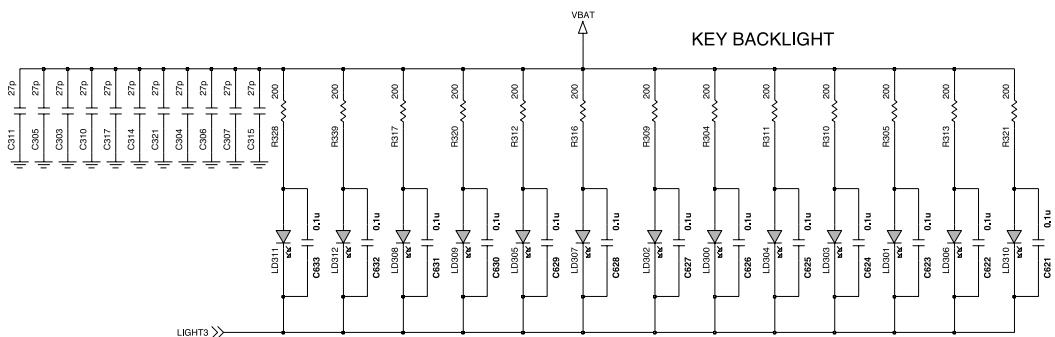 VBAT
KEY BACKLIGHT
27p 27p 27p 27p 27p 27p 27p 27p 27p 27p 27p
C311 C305 C303 C310 C317 C314 C321 C304 C306 C307 C315
200 200 200 200 200 200 200 200 200 200 200 200 200
R328 R339 R317 R320 R312 R316 R309 R304 R311 R310 R305 R313 R321
0.1u 0.1u 0.1u 0.1u 0.1u 0.1u 0.1u 0.1u 0.1u 0.1u 0.1u 0.1u 0.1u
LD311 C633 LD312 C632 LD308 C631 LD309 C630 LD305 C629 LD307 C628 LD302 C627 LD300 C626 LD304 C625 LD303 C624 LD301 C623 LD306 C622 LD310 C621
LIGHT3